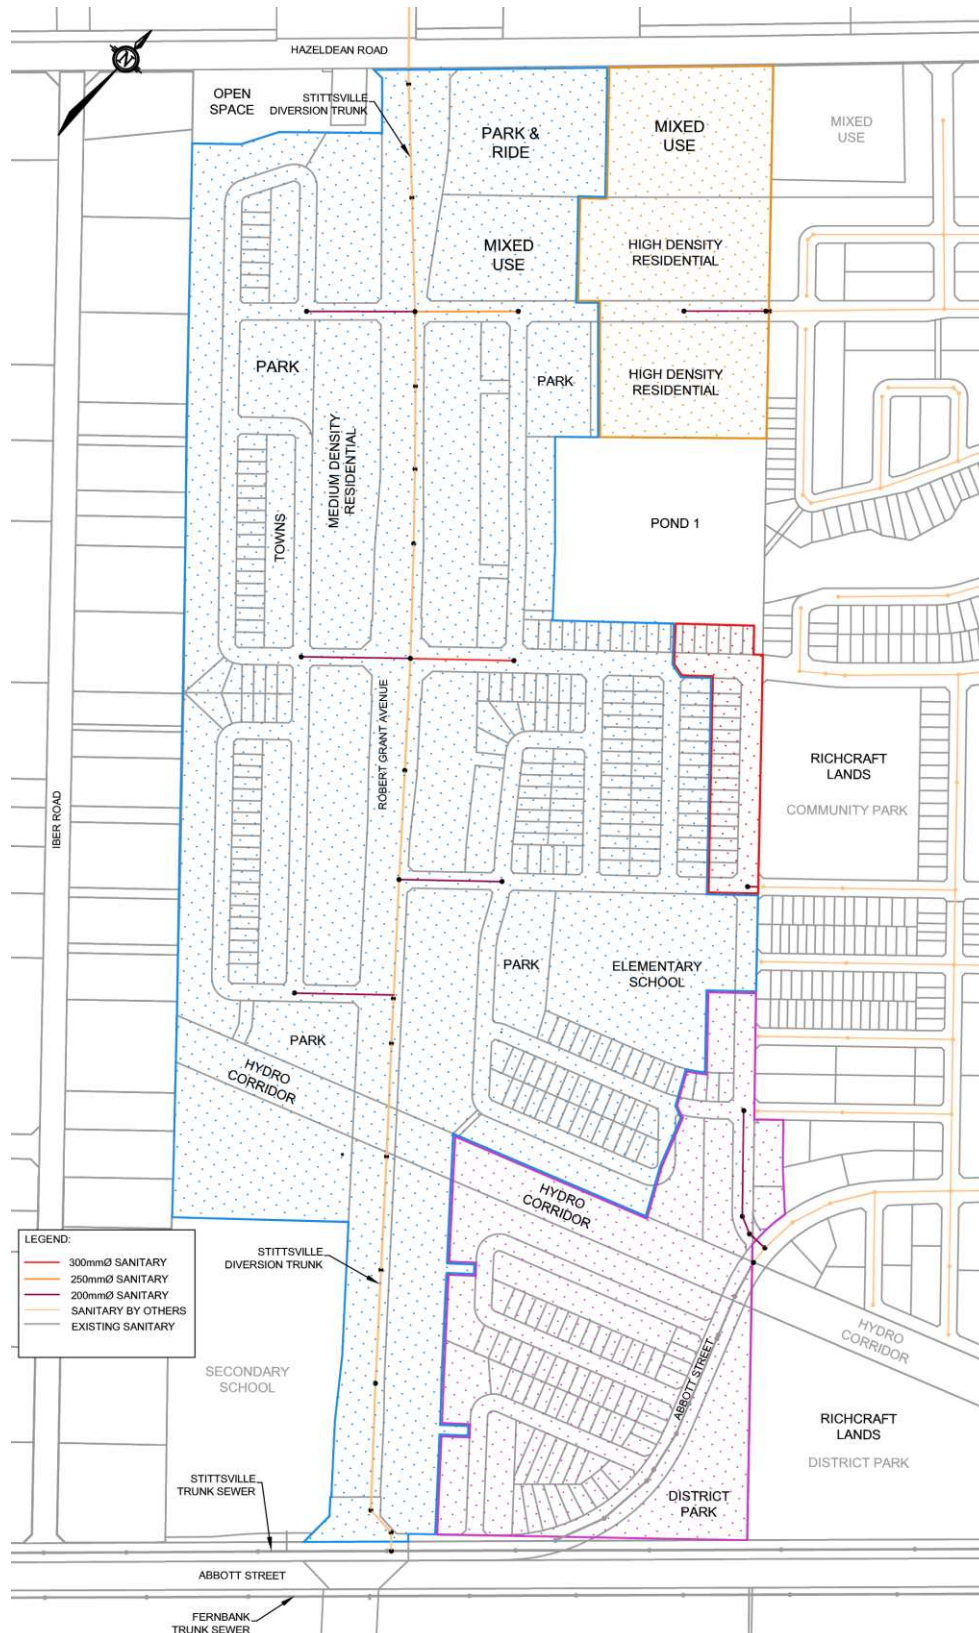 HAZELDEAN ROAD
N
OPEN
SPACE
STITTSVILLE
DIVERSION TRUNK
PARK &
RIDE
MIXED
USE
MIXED
USE
MIXED
USE
HIGH DENSITY
RESIDENTIAL
PARK
PARK
HIGH DENSITY
RESIDENTIAL
MEDIUM DENSITY
RESIDENTIAL
TOWNS
POND 1
ROBERT GRANT AVENUE
IBER ROAD
RICHCRAFT
LANDS
COMMUNITY PARK
PARK
ELEMENTARY
SCHOOL
PARK
HYDRO
CORRIDOR
HYDRO
CORRIDOR
LEGEND:
300mmØ SANITARY
250mmØ SANITARY
200mmØ SANITARY
SANITARY BY OTHERS
EXISTING SANITARY
STITTSVILLE
DIVERSION TRUNK
HYDRO
CORRIDOR
ABBOTT STREET
SECONDARY
SCHOOL
RICHCRAFT
LANDS
DISTRICT PARK
STITTSVILLE
TRUNK SEWER
DISTRICT
PARK
ABBOTT STREET
FERNBANK
TRUNK SEWER